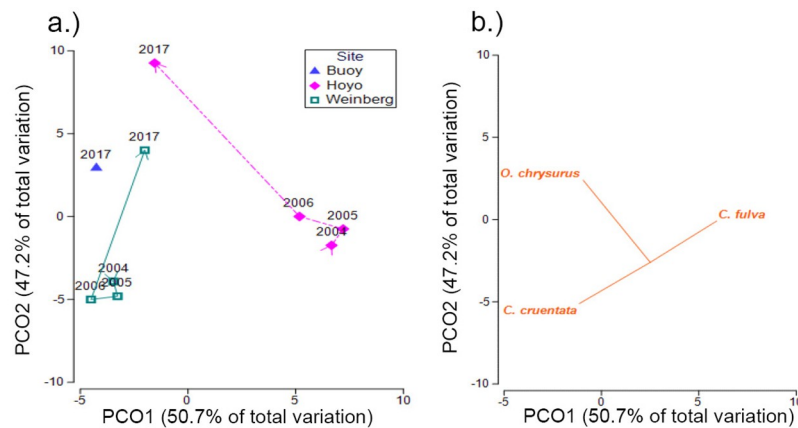 a.)
PCO2 (47.2% of total variation)
10
5
0
-5
-10
2017
Site
Buoy
Hoyo
Weinberg
2017
2017
2006
2005
2004
2004
2006
2005
-5
0
5
10
PCO1 (50.7% of total variation)
b.)
PCO2 (47.2% of total variation)
10
5
0
-5
-10
O. chrysurus
C. fulva
C. cruentata
-5
0
5
10
PCO1 (50.7% of total variation)